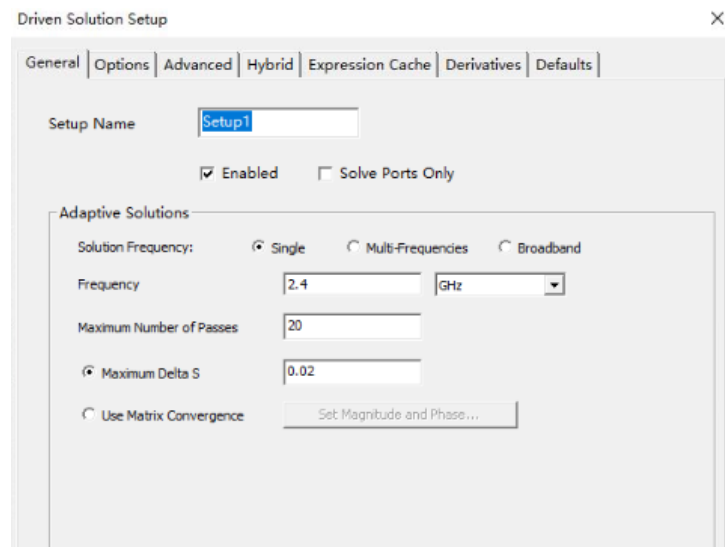 Driven Solution Setup
General Options Advanced Hybrid Expression Cache Derivatives Defaults
Setup Name Setup1
Enabled Solve Ports Only
Adaptive Solutions
Solution Frequency: Single Multi-Frequencies Broadband
Frequency 2.4 GHz
Maximum Number of Passes 20
Maximum Delta S 0.02
Use Matrix Convergence Set Magnitude and Phase...